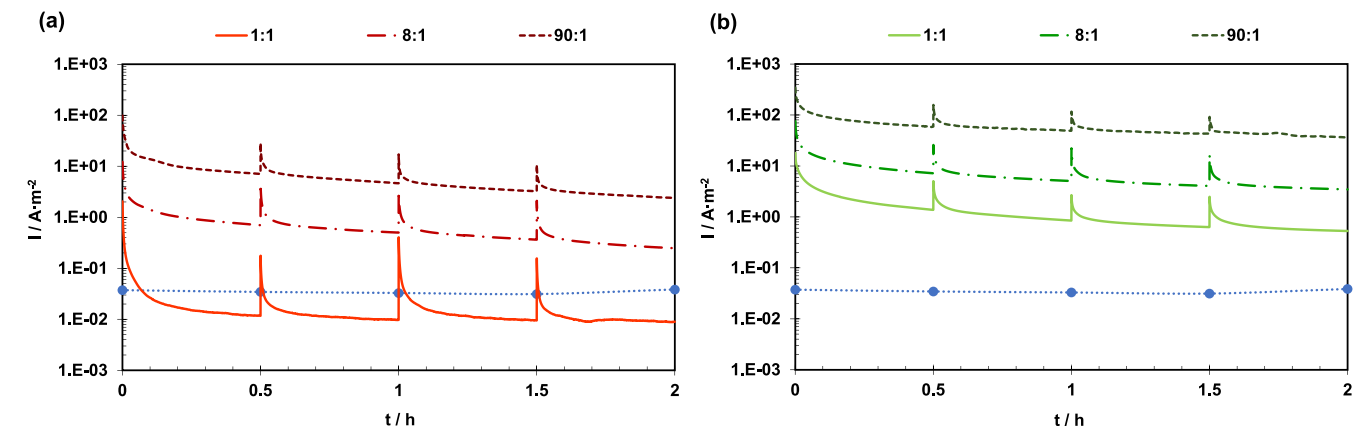 (a)
1:1 8:1 90:1
1.E+03
1.E+02
1.E+01
1.E+00
1.E-01
1.E-02
1.E-03
I / A·m-2
0 0.5 1 1.5 2
t / h
(b)
1:1 8:1 90:1
1.E+03
1.E+02
1.E+01
1.E+00
1.E-01
1.E-02
1.E-03
I / A·m-2
0 0.5 1 1.5 2
t / h